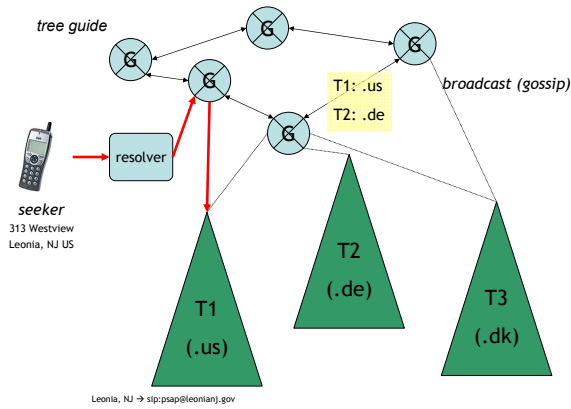 tree guide
G
G
G
G
G
T1: .us
T2: .de
broadcast (gossip)
resolver
seeker
313 Westview
Leonia, NJ US
T1
(.us)
T2
(.de)
T3
(.dk)
Leonia, NJ → sip:psap@leonianj.gov